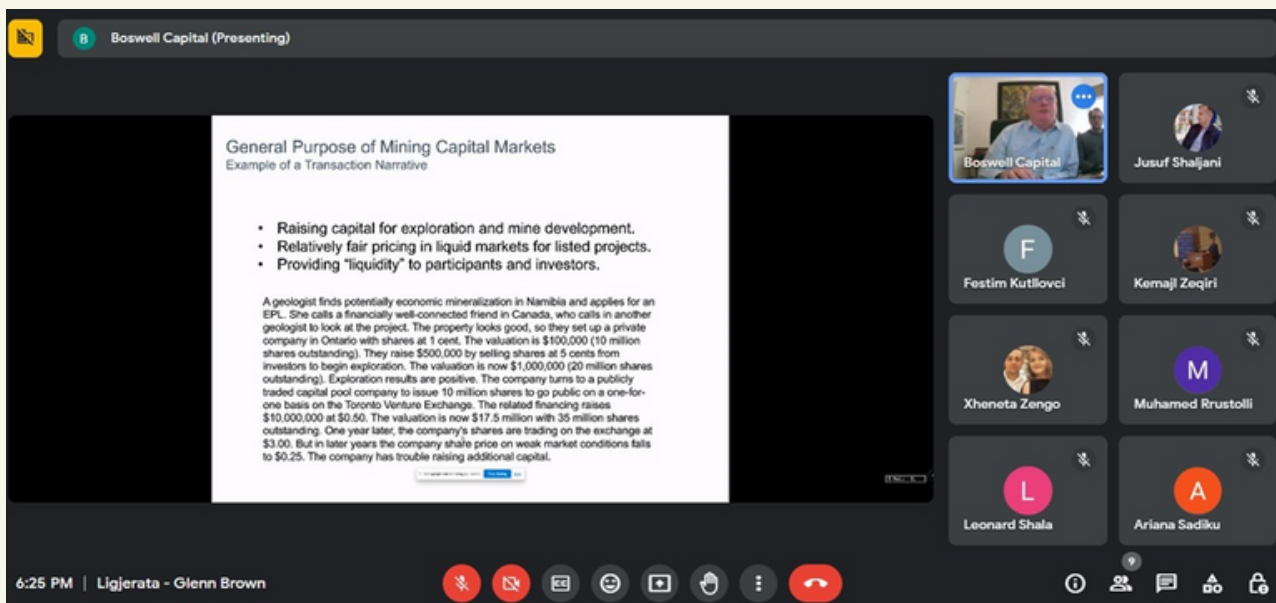 B Boswell Capital (Presenting)
General Purpose of Mining Capital Markets
Example of a Transaction Narrative
• Raising capital for exploration and mine development.
• Relatively fair pricing in liquid markets for listed projects.
• Providing "liquidity" to participants and investors.
A geologist finds potentially economic mineralization in Namibia and applies for an
EPL. She calls a financially well-connected friend in Canada, who calls in another
geologist to look at the project. The property looks good, so they set up a private
company in Ontario with shares at 1 cent. The valuation is $100,000 (10 million
shares outstanding). They raise $500,000 by selling shares at 5 cents from
investors to begin exploration. The valuation is now $1,000,000 (20 million shares
outstanding). Exploration results are positive. The company turns to a publicly
traded capital pool company to issue 10 million shares to go public on a one-for-
one basis on the Toronto Venture Exchange. The related financing raises
$10,000,000 at $0.50. The valuation is now $17.5 million with 35 million shares
outstanding. One year later, the company's shares are trading on the exchange at
$3.00. But in later years the company share price on weak market conditions falls
to $0.25. The company has trouble raising additional capital.
Boswell Capital
Jusuf Shaljani
F
Festim Kutllovci
Kemajl Zeqiri
Xheneta Zengo
M
Muhamed Rrustolli
L
Leonard Shala
A
Ariana Sadiku
6:25 PM | Ligjerata - Glenn Brown
CC
9